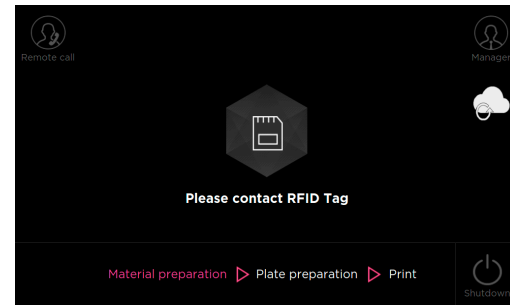 Remote call
Manager
Please contact RFID Tag
Material preparation Plate preparation Print
Shutdown